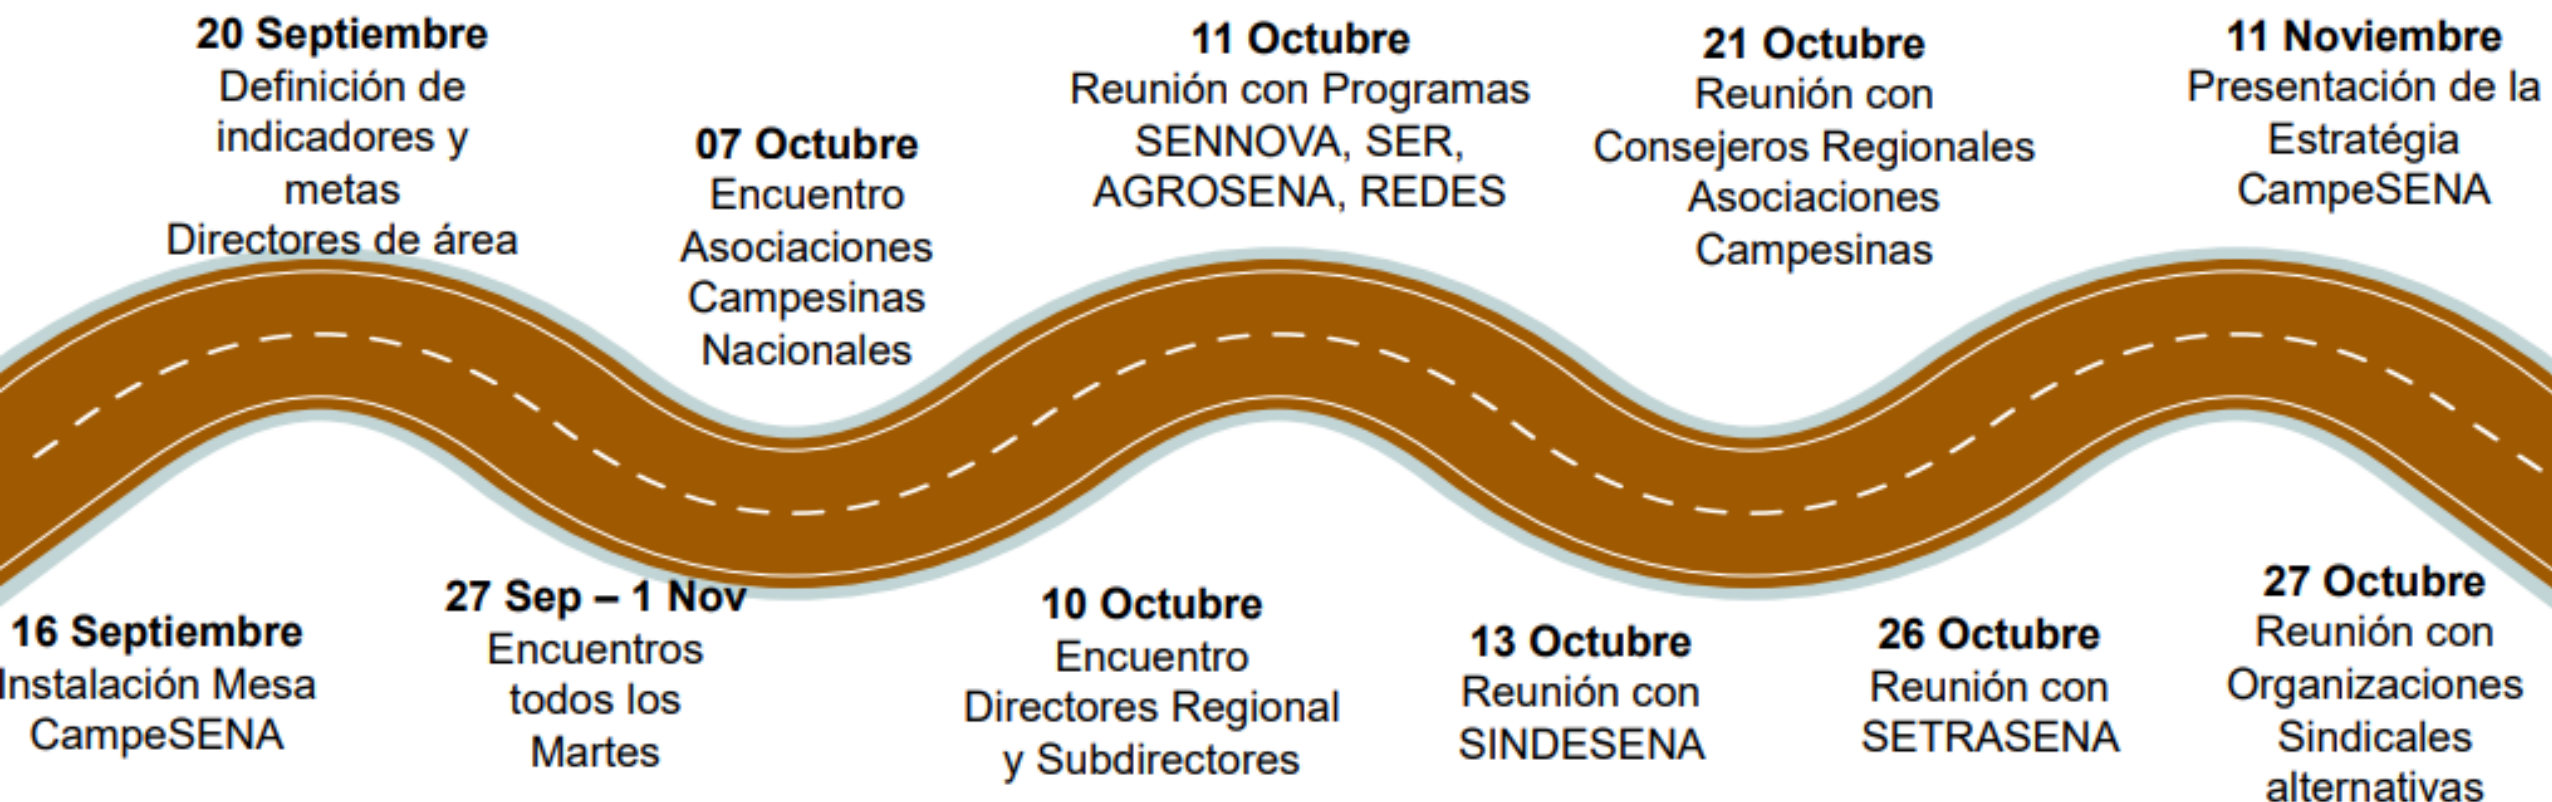 20 Septiembre
Definición de
indicadores y
metas
Directores de área
07 Octubre
Encuentro
Asociaciones
Campesinas
Nacionales
11 Octubre
Reunión con Programas
SENNOVA, SER,
AGROSENA, REDES
21 Octubre
Reunión con
Consejeros Regionales
Asociaciones
Campesinas
11 Noviembre
Presentación de la
Estratégia
CampeSENA
16 Septiembre
Instalación Mesa
CampeSENA
27 Sep – 1 Nov
Encuentros
todos los
Martes
10 Octubre
Encuentro
Directores Regional
y Subdirectores
13 Octubre
Reunión con
SINDESENA
26 Octubre
Reunión con
SETRASENA
27 Octubre
Reunión con
Organizaciones
Sindicales
alternativas